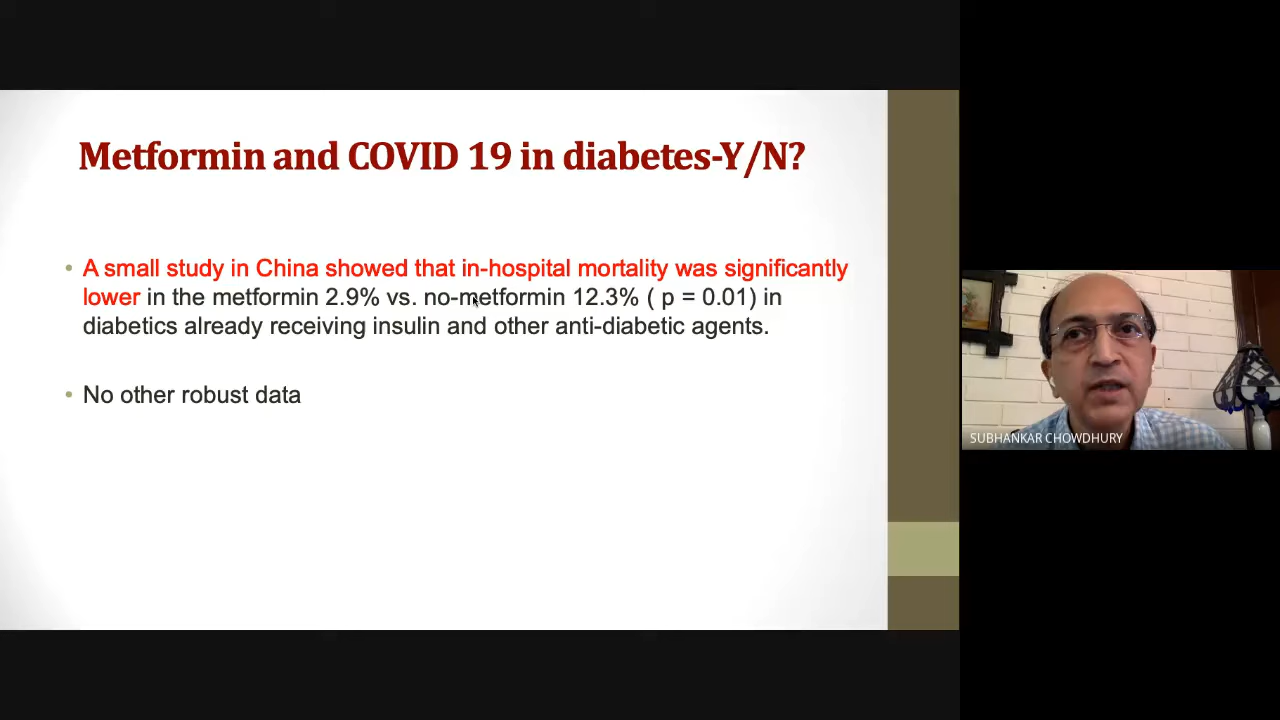 Metformin and COVID 19 in diabetes-Y/N?
• A small study in China showed that in-hospital mortality was significantly
lower in the metformin 2.9% vs. no-metformin 12.3% ( p = 0.01) in
diabetics already receiving insulin and other anti-diabetic agents.
• No other robust data
SUBHANKAR CHOWDHURY